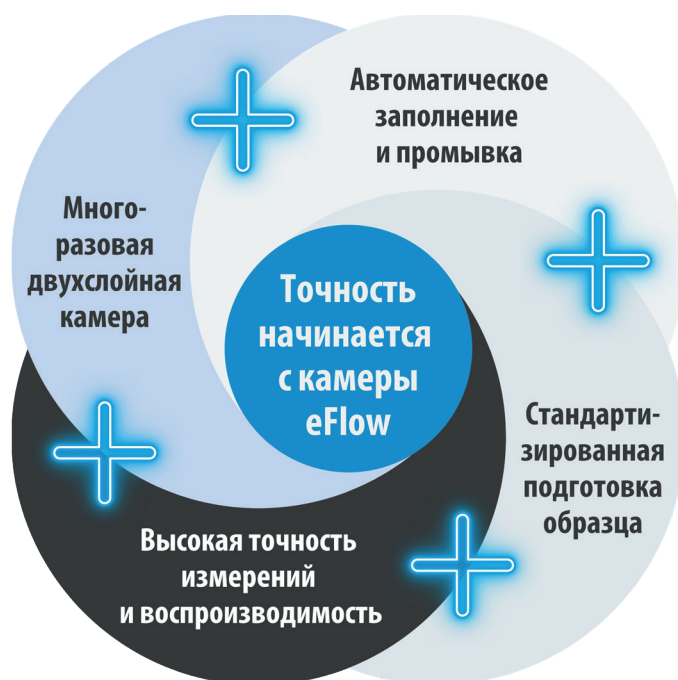 Автоматическое
заполнение
и промывка
Много-
разовая
двухслойная
камера
Точность
начинается
с камеры
eFlow
Стандарти-
зированная
подготовка
образца
Высокая точность
измерений
и воспроизводимость